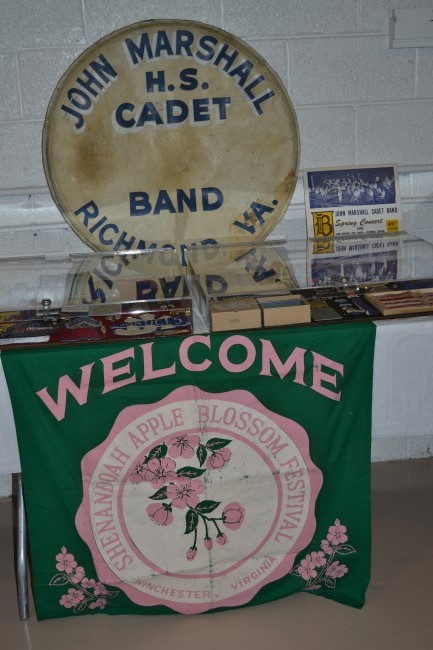 JOHN MARSHALL
H.S.
CADET
BAND
RICHMOND VA.
JOHN MARSHALL CADET BAND
Spring Concert
B
WELCOME
SHENANDOAH APPLE BLOSSOM FESTIVAL
WINCHESTER, VIRGINIA